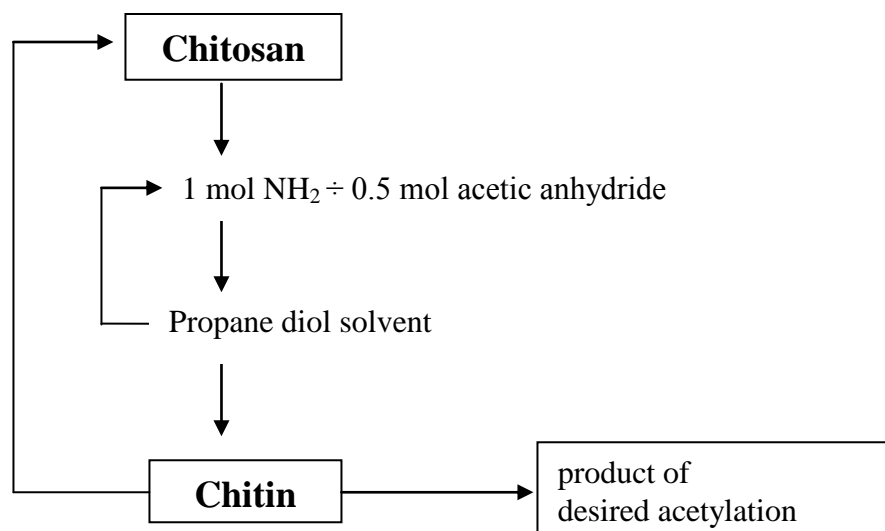 Chitosan
1 mol NH₂ ÷ 0.5 mol acetic anhydride
Propane diol solvent
Chitin
product of
desired acetylation